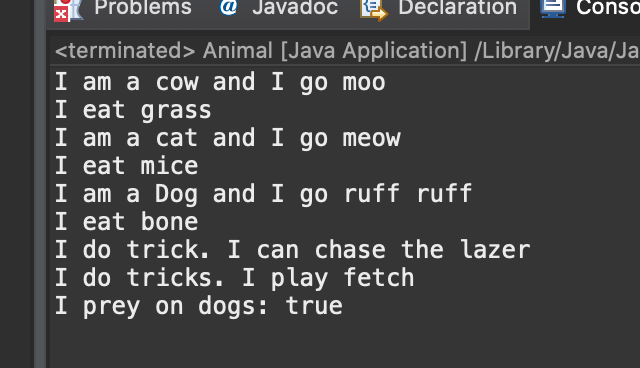 Problems @ Javadoc Declaration Conso
<terminated> Animal [Java Application] /Library/Java/Ja
I am a cow and I go moo
I eat grass
I am a cat and I go meow
I eat mice
I am a Dog and I go ruff ruff
I eat bone
I do trick. I can chase the lazer
I do tricks. I play fetch
I prey on dogs: true